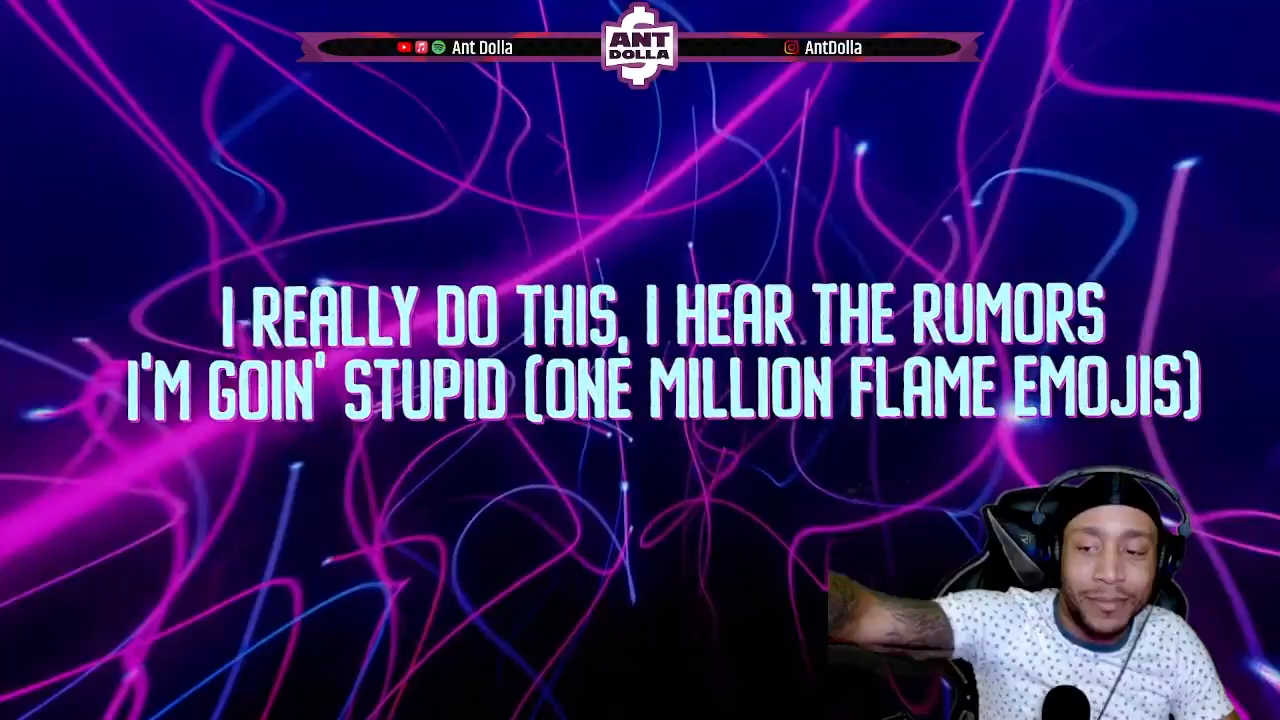 Ant Dolla
ANT
DOLLA
AntDolla
I REALLY DO THIS, I HEAR THE RUMORS
I'M GOIN' STUPID (ONE MILLION FLAME EMOJIS)